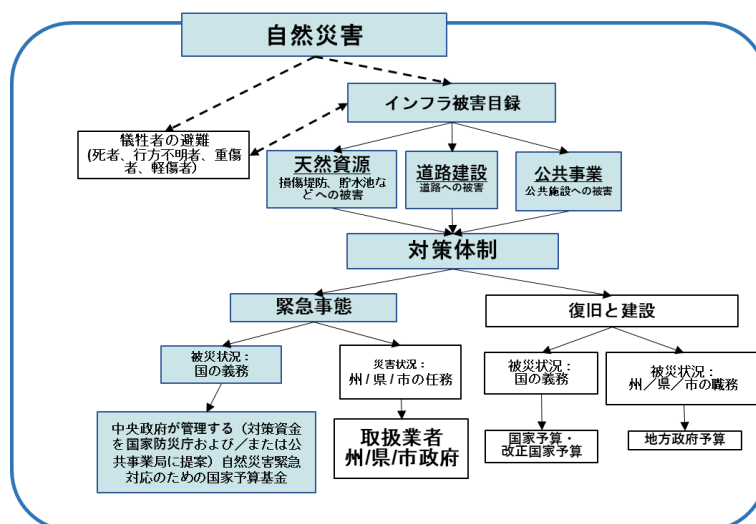 自然災害
インフラ被害目録
犠牲者の避難
(死者、行方不明者、重傷
者、軽傷者)
天然資源
損傷堤防、貯水池な
どへの被害
道路建設
道路への被害
公共事業
公共施設への被害
対策体制
緊急事態
復旧と建設
被災状況：
国の義務
災害状況：
州/県/市の任務
被災状況：
国の義務
被災状況：
州／県／市の職務
中央政府が管理する（対策資金
を国家防災庁および／または公
共事業局に提案）自然災害緊急
対応のための国家予算基金
取扱業者
州/県/市政府
国家予算・
改正国家予算
地方政府予算